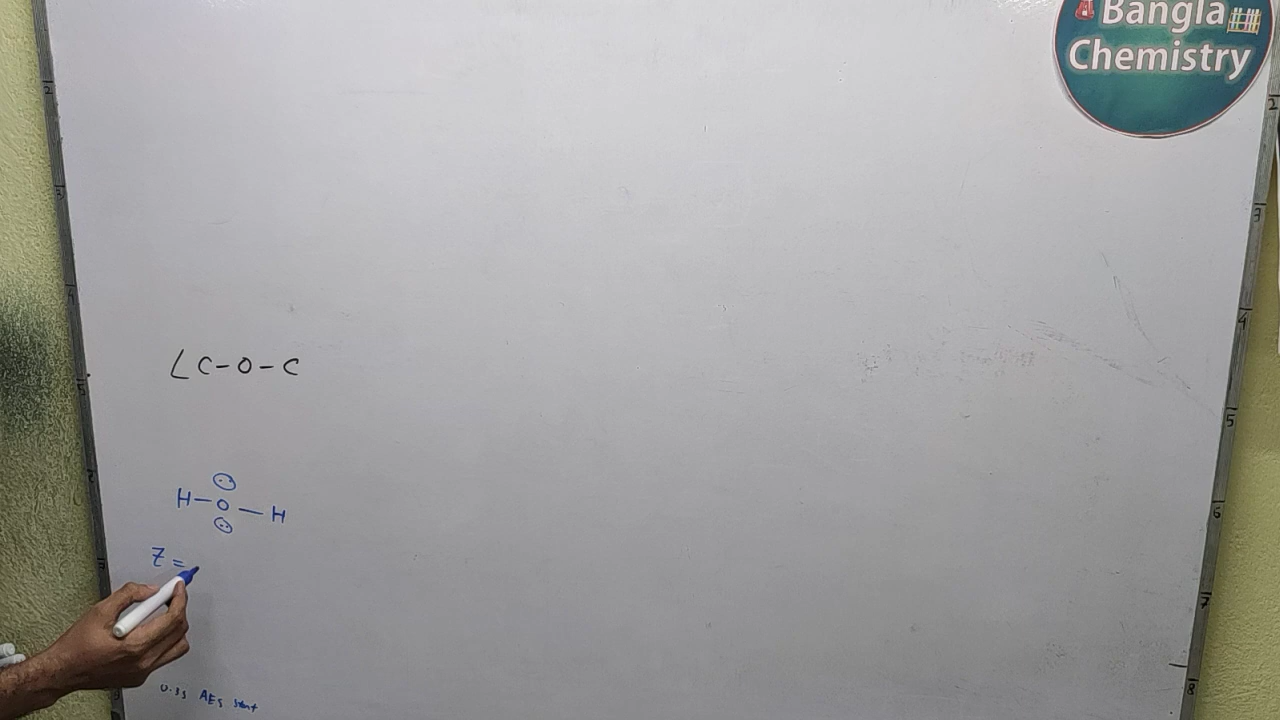 Bangla
Chemistry
∠C-O-C
H-O-H
Z =